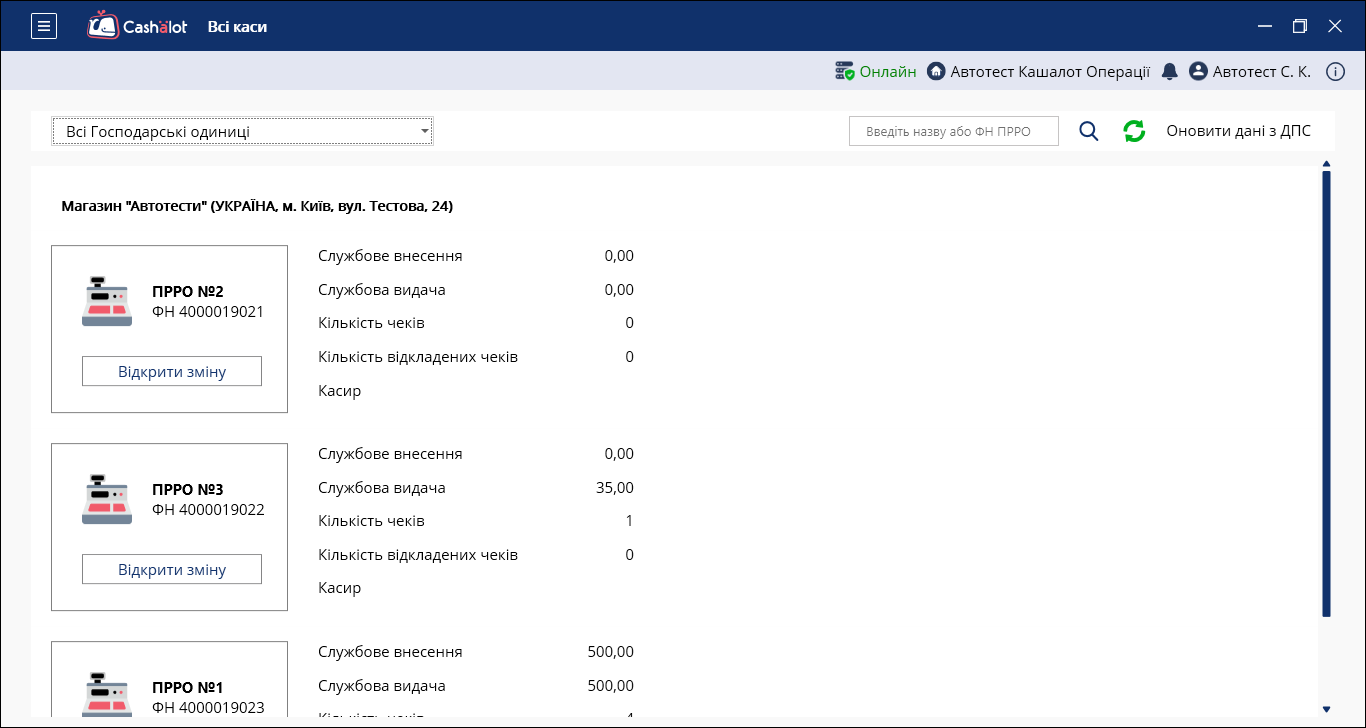 Cashalot Всі каси
Онлайн Автотест Кашалот Операції Автотест С. К.
Всі Господарські одиниці Введіть назву або ФН ПРРО Оновити дані з ДПС
Магазин "Автотести" (УКРАЇНА, м. Київ, вул. Тестова, 24)
ПРРО №2
ФН 4000019021
Відкрити зміну
Службове внесення 0,00
Службова видача 0,00
Кількість чеків 0
Кількість відкладених чеків 0
Касир
ПРРО №3
ФН 4000019022
Відкрити зміну
Службове внесення 0,00
Службова видача 35,00
Кількість чеків 1
Кількість відкладених чеків 0
Касир
ПРРО №1
ФН 4000019023
Службове внесення 500,00
Службова видача 500,00
Кількість чеків 4